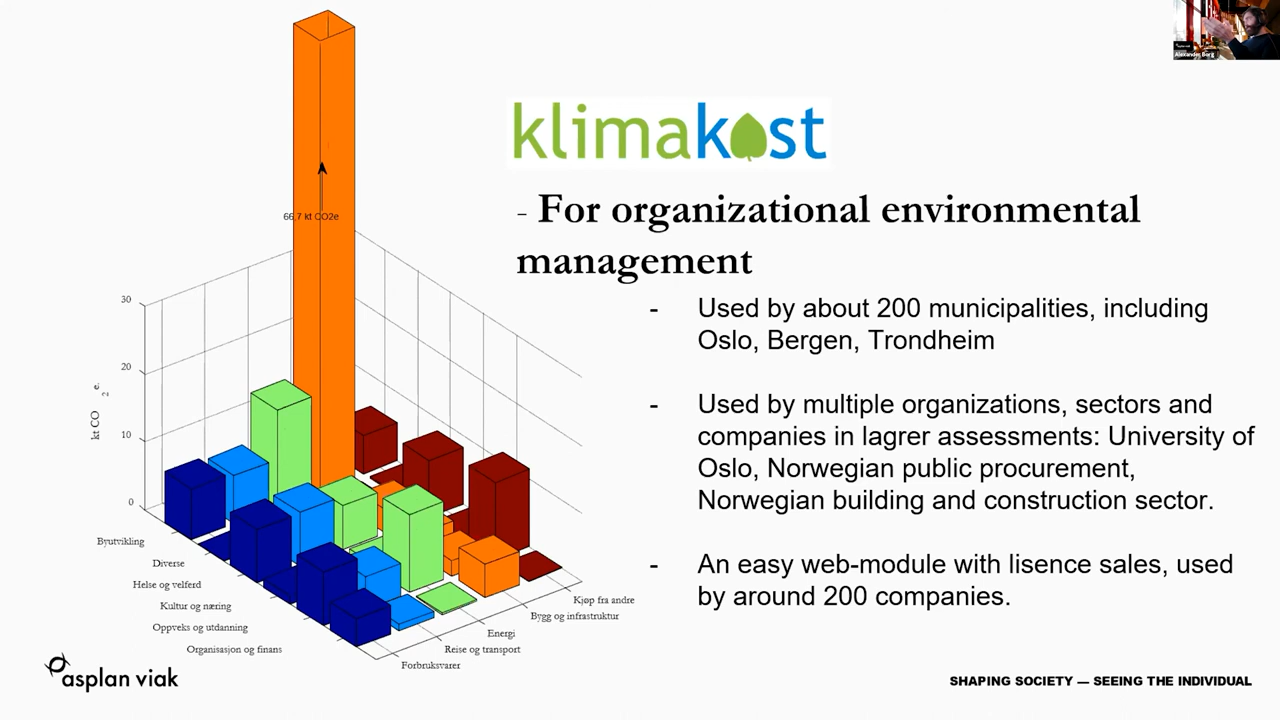 Alexander Borg
klimakost
- For organizational environmental
management
- Used by about 200 municipalities, including
Oslo, Bergen, Trondheim
- Used by multiple organizations, sectors and
companies in lagrer assessments: University of
Oslo, Norwegian public procurement,
Norwegian building and construction sector.
- An easy web-module with lisence sales, used
by around 200 companies.
66,7 kt CO2e
30
20
10
0
kt CO2 e.
Byutvikling
Diverse
Helse og velferd
Kultur og næring
Oppveks og utdanning
Organisasjon og finans
Kjøp fra andre
Bygg og infrastruktur
Energi
Reise og transport
Forbruksvarer
asplan viak
SHAPING SOCIETY — SEEING THE INDIVIDUAL